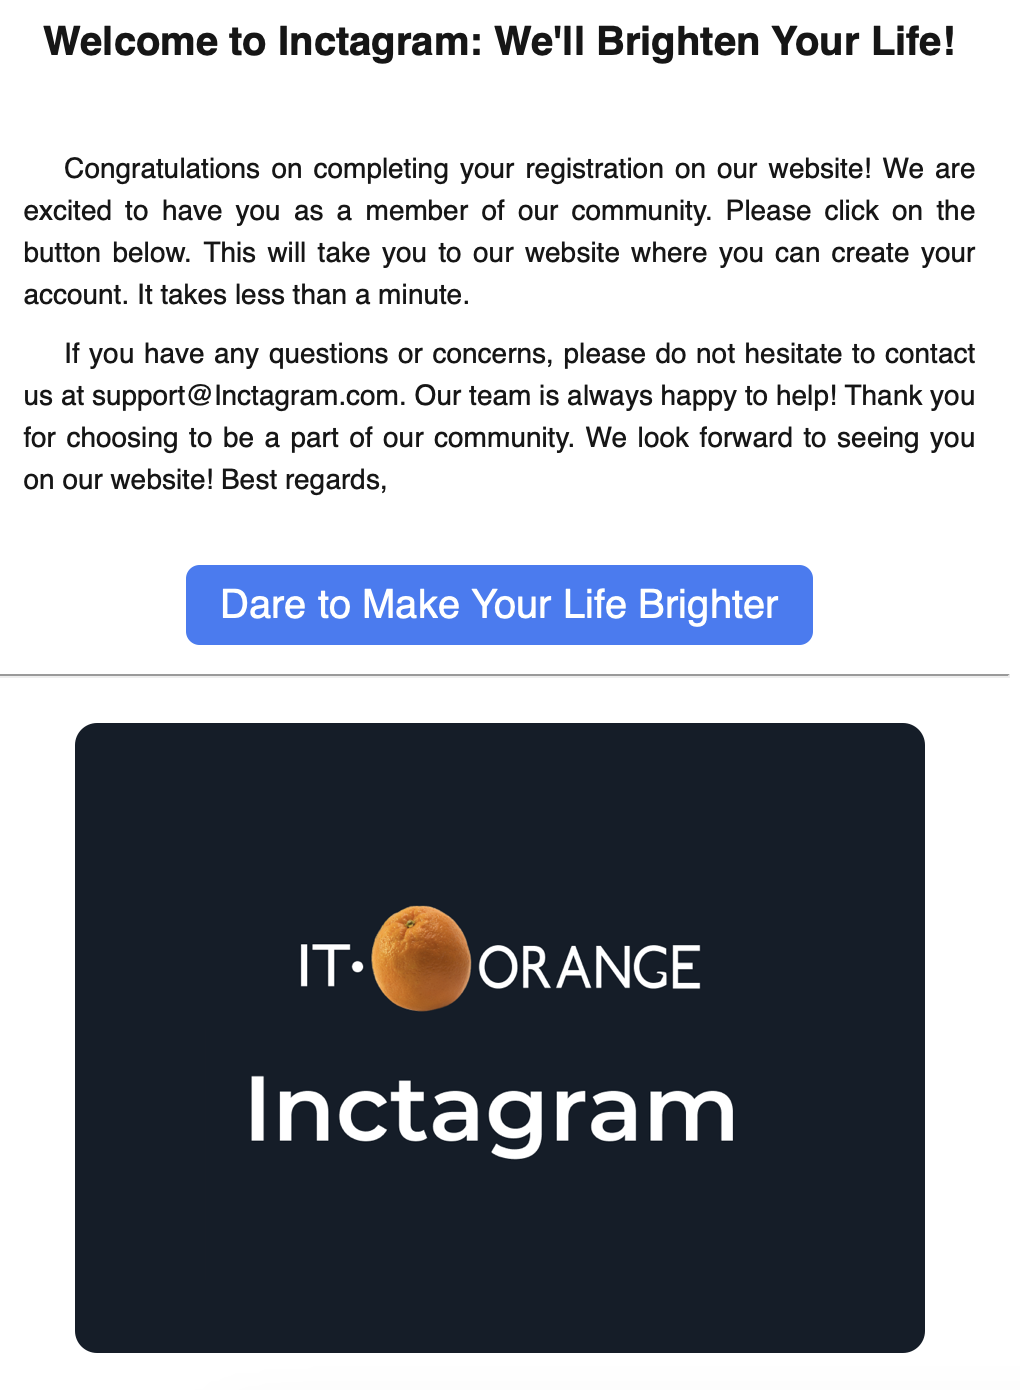 Welcome to Inctagram: We'll Brighten Your Life!
Congratulations on completing your registration on our website! We are
excited to have you as a member of our community. Please click on the
button below. This will take you to our website where you can create your
account. It takes less than a minute.
If you have any questions or concerns, please do not hesitate to contact
us at support@Inctagram.com. Our team is always happy to help! Thank you
for choosing to be a part of our community. We look forward to seeing you
on our website! Best regards,
Dare to Make Your Life Brighter
IT· ORANGE
Inctagram